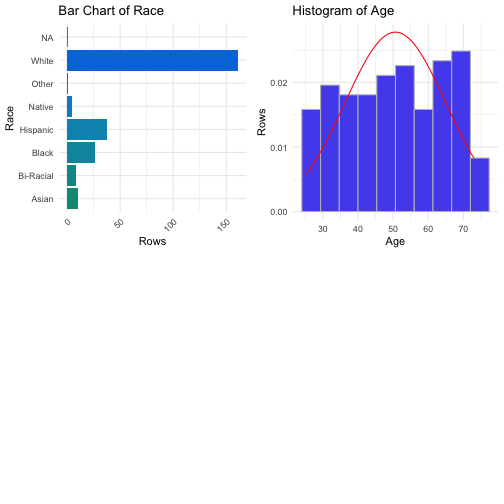 Bar Chart of Race
Race
NA
White
Other
Native
Hispanic
Black
Bi-Racial
Asian
0 50 100 150
Rows
Histogram of Age
Rows
0.02
0.01
0.00
30 40 50 60 70
Age